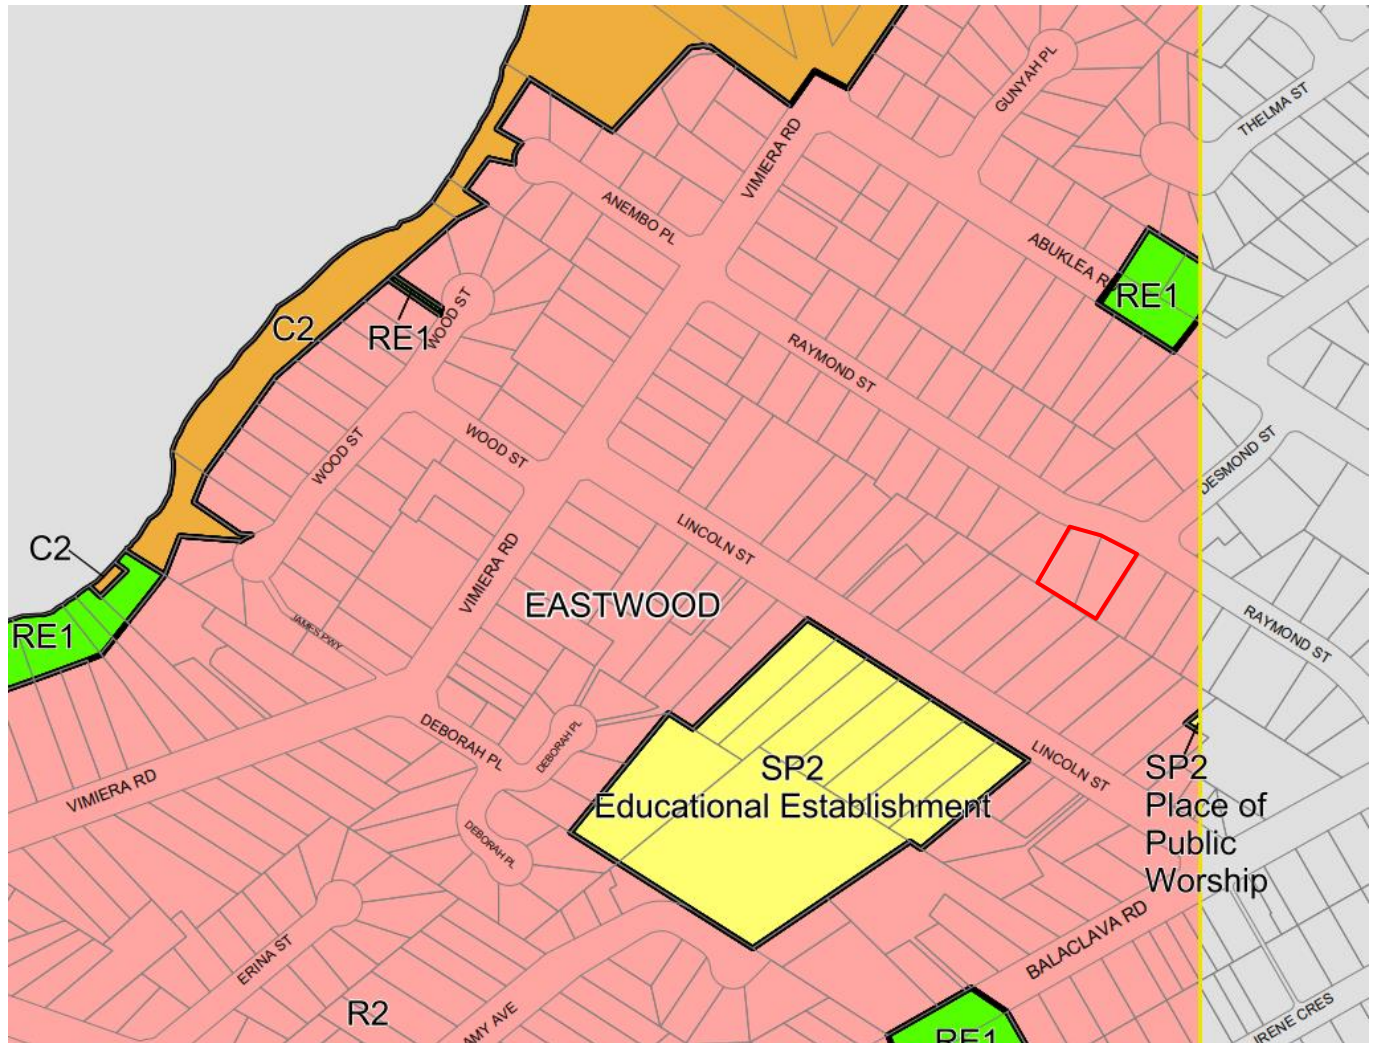 GUNYAH PL
THELMA ST
VIMIERA RD
ANEMBO PL
ABUKLEA RD
RE1
C2
RE1
WOOD ST
RAYMOND ST
WOOD ST
WOOD ST
DESMOND ST
LINCOLN ST
C2
VIMIERA RD
EASTWOOD
RE1
JAMES PWY
RAYMOND ST
DEBORAH PL
DEBORAH PL
LINCOLN ST
SP2
Educational Establishment
SP2
Place of
Public
Worship
VIMIERA RD
DEBORAH PL
BALACLAVA RD
ERINA ST
R2
AMY AVE
RE1
IRENE CRES